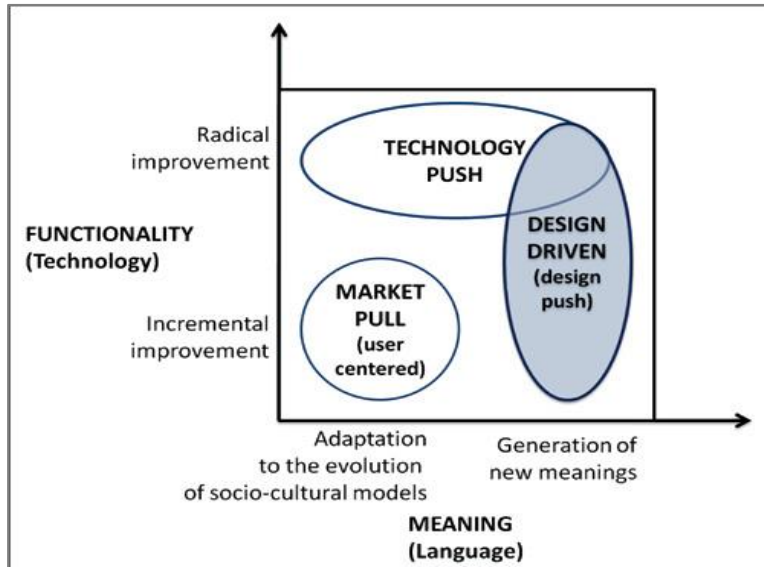 Radical
improvement
TECHNOLOGY
PUSH
FUNCTIONALITY
(Technology)
DESIGN
DRIVEN
(design
push)
MARKET
PULL
(user
centered)
Incremental
improvement
Adaptation
to the evolution
of socio-cultural models
Generation of
new meanings
MEANING
(Language)